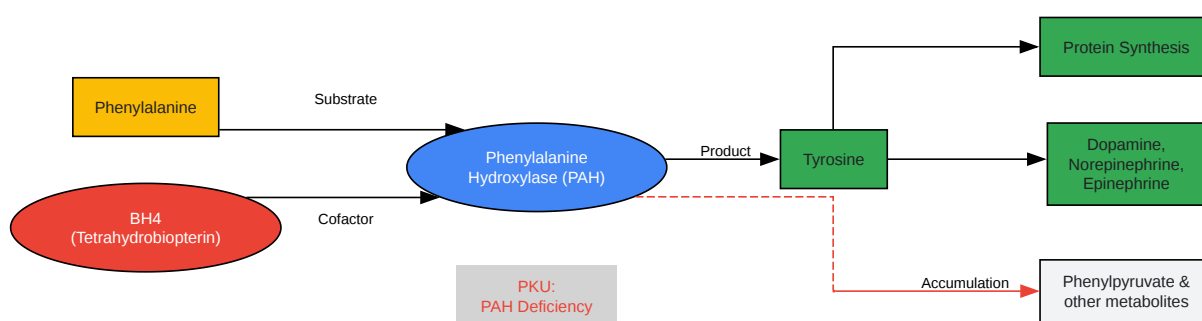 Protein Synthesis
Phenylalanine
Substrate
Phenylalanine
Hydroxylase (PAH)
Product
Tyrosine
Dopamine,
Norepinephrine,
Epinephrine
BH4
(Tetrahydrobiopterin)
Cofactor
PKU:
PAH Deficiency
Accumulation
Phenylpyruvate &
other metabolites